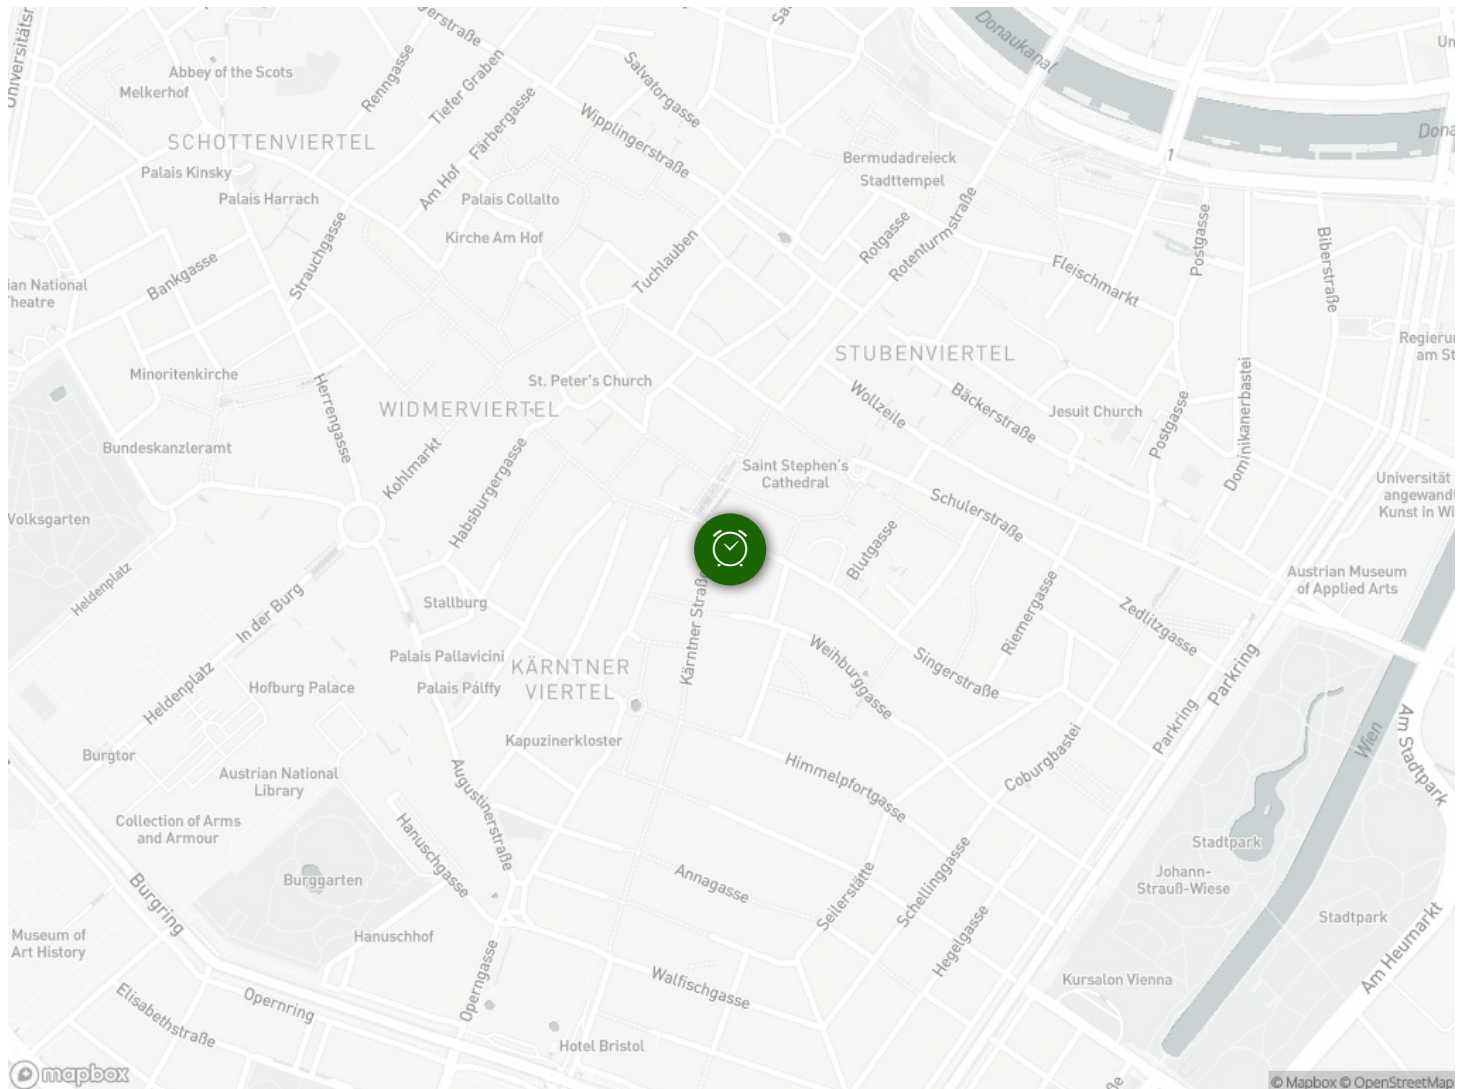 Universitätsr
gerstraße
Sa
Donaukanal
Un
Abbey of the Scots
Melkerhof
Renngasse
Tiefer Graben
Salvatorgasse
Färbergasse
Wipplingerstraße
Dona
SCHOTTENVIERTEL
1
Palais Kinsky
Palais Harrach
Am Hof
Palais Collalto
Bermudadreieck
Stadttempel
Kirche Am Hof
Strauchgasse
Tuchlauben
Rotgasse
Rotenturmstraße
Postgasse
Biberstraße
Bankgasse
Fleischmarkt
ian National
Theatre
STUBENVIERTEL
Regierun
am St
Minoritenkirche
Herrengasse
St. Peter's Church
WIDMERVIERTEL
Wollzeile
Bäckerstraße
Jesuit Church
Postgasse
Dominikanerbastei
Bundeskanzleramt
Kohlmarkt
Habsburgergasse
Saint Stephen's
Cathedral
Schulerstraße
Universität
angewandt
Kunst in Wi
Volksgarten
Heldenplatz
In der Burg
Stallburg
Kärntner Straße
Blutgasse
Riemergasse
Zedlitzgasse
Austrian Museum
of Applied Arts
Palais Pallavicini
KÄRNTNER
VIERTEL
Palais Pálffy
Hofburg Palace
Heldenplatz
Weihburggasse
Singerstraße
Parkring
Parkring
Wien
Am Stadtpark
Burgtor
Kapuzinerkloster
Austrian National
Library
Augustinerstraße
Himmelpfortgasse
Coburgbastei
Collection of Arms
and Armour
Hanuschgasse
Burggarten
Annagasse
Seilerstätte
Schellinggasse
Hegelgasse
Stadtpark
Johann-
Strauß-Wiese
Stadtpark
Burgring
Museum of
Art History
Hanuschhof
Operngasse
Walfischgasse
Kursalon Vienna
Am Heumarkt
Elisabethstraße
Opernring
Hotel Bristol
mapbox
© Mapbox © OpenStreetMap